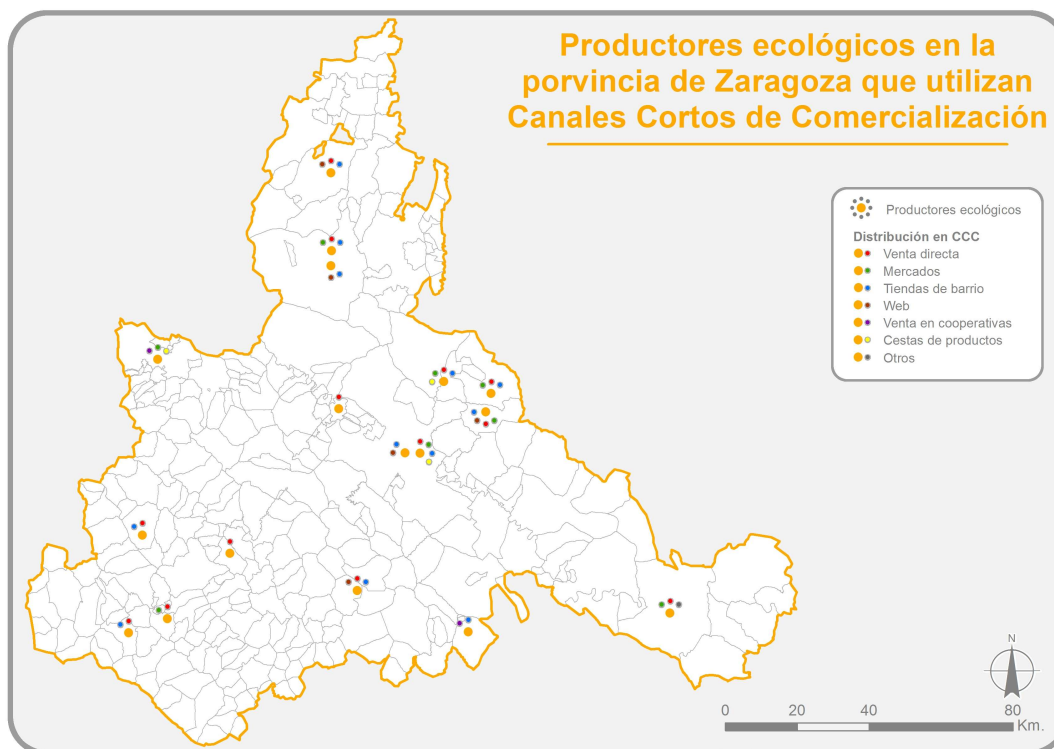 Productores ecológicos en la
porvincia de Zaragoza que utilizan
Canales Cortos de Comercialización
Productores ecológicos
Distribución en CCC
Venta directa
Mercados
Tiendas de barrio
Web
Venta en cooperativas
Cestas de productos
Otros
N
0 20 40 80
Km.